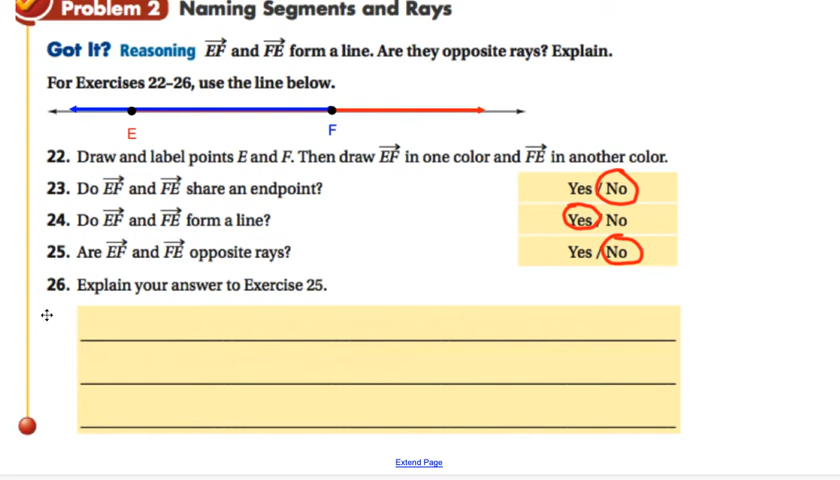 Problem 2 Naming Segments and Rays
Got It? Reasoning EF and FE form a line. Are they opposite rays? Explain.
For Exercises 22–26, use the line below.
E F
22. Draw and label points E and F. Then draw EF in one color and FE in another color.
23. Do EF and FE share an endpoint? Yes / No
24. Do EF and FE form a line? Yes / No
25. Are EF and FE opposite rays? Yes / No
26. Explain your answer to Exercise 25.
Extend Page